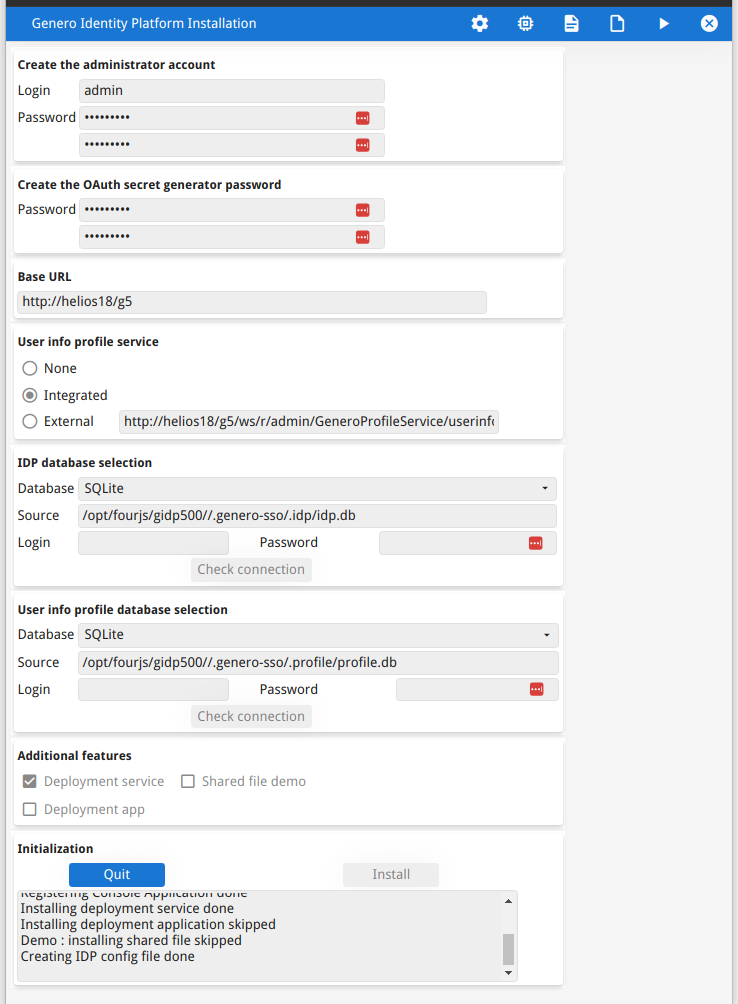 Genero Identity Platform Installation
Create the administrator account
Login admin
Password •••••••••
•••••••••
Create the OAuth secret generator password
Password •••••••••
•••••••••
Base URL
http://helios18/g5
User info profile service
None
Integrated
External http://helios18/g5/ws/r/admin/GeneroProfileService/userinfo
IDP database selection
Database SQLite
Source /opt/fourjs/gidp500//.genero-sso/.idp/idp.db
Login Password
Check connection
User info profile database selection
Database SQLite
Source /opt/fourjs/gidp500//.genero-sso/.profile/profile.db
Login Password
Check connection
Additional features
Deployment service Shared file demo
Deployment app
Initialization
Quit Install
Registering Console Application done
Installing deployment service done
Installing deployment application skipped
Demo : installing shared file skipped
Creating IDP config file done